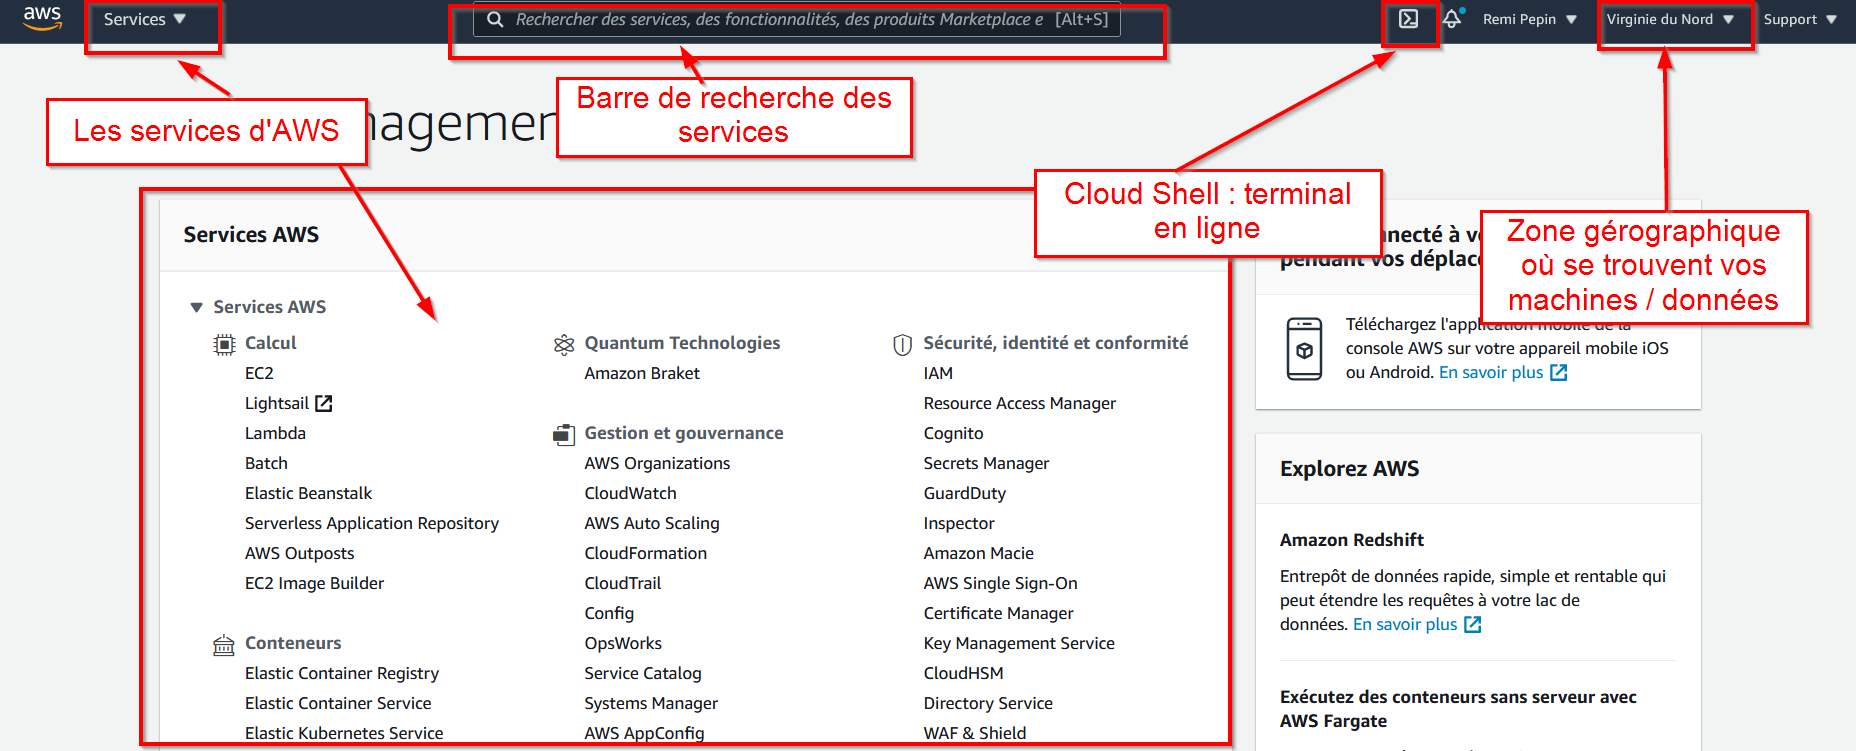 aws
Services
Rechercher des services, des fonctionnalités, des produits Marketplace e [Alt+S]
Remi Pepin
Virginie du Nord
Support
Les services d'AWS
Barre de recherche des
services
Cloud Shell : terminal
en ligne
Zone gérographique
où se trouvent vos
machines / données
Services AWS
Services AWS
Calcul
EC2
Lightsail
Lambda
Batch
Elastic Beanstalk
Serverless Application Repository
AWS Outposts
EC2 Image Builder
Conteneurs
Elastic Container Registry
Elastic Container Service
Elastic Kubernetes Service
Quantum Technologies
Amazon Braket
Gestion et gouvernance
AWS Organizations
CloudWatch
AWS Auto Scaling
CloudFormation
CloudTrail
Config
OpsWorks
Service Catalog
Systems Manager
AWS AppConfig
Sécurité, identité et conformité
IAM
Resource Access Manager
Cognito
Secrets Manager
GuardDuty
Inspector
Amazon Macie
AWS Single Sign-On
Certificate Manager
Key Management Service
CloudHSM
Directory Service
WAF & Shield
à
pendant vos
Téléchargez l'application mobile de la
console AWS sur votre appareil mobile iOS
ou Android. En savoir plus
Explorez AWS
Amazon Redshift
Entrepôt de données rapide, simple et rentable qui
peut étendre les requêtes à votre lac de
données. En savoir plus
Exécutez des conteneurs sans serveur avec
AWS Fargate